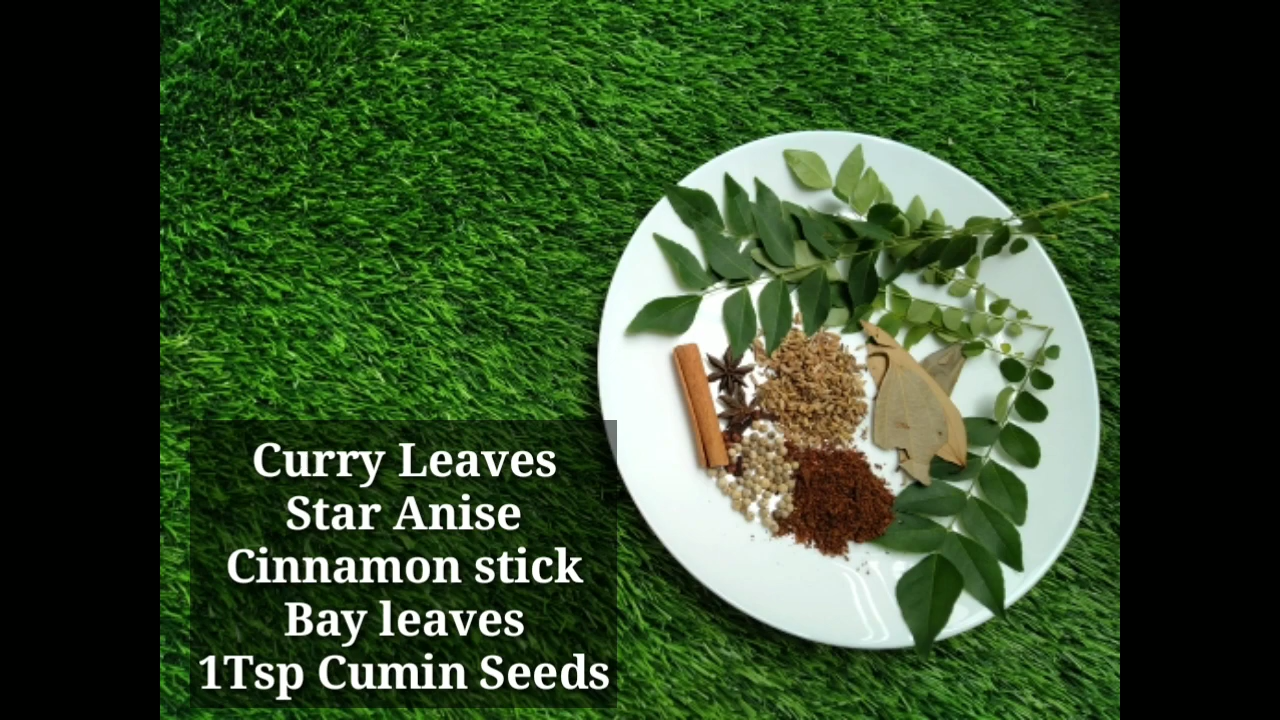 Curry Leaves
Star Anise
Cinnamon stick
Bay leaves
1Tsp Cumin Seeds